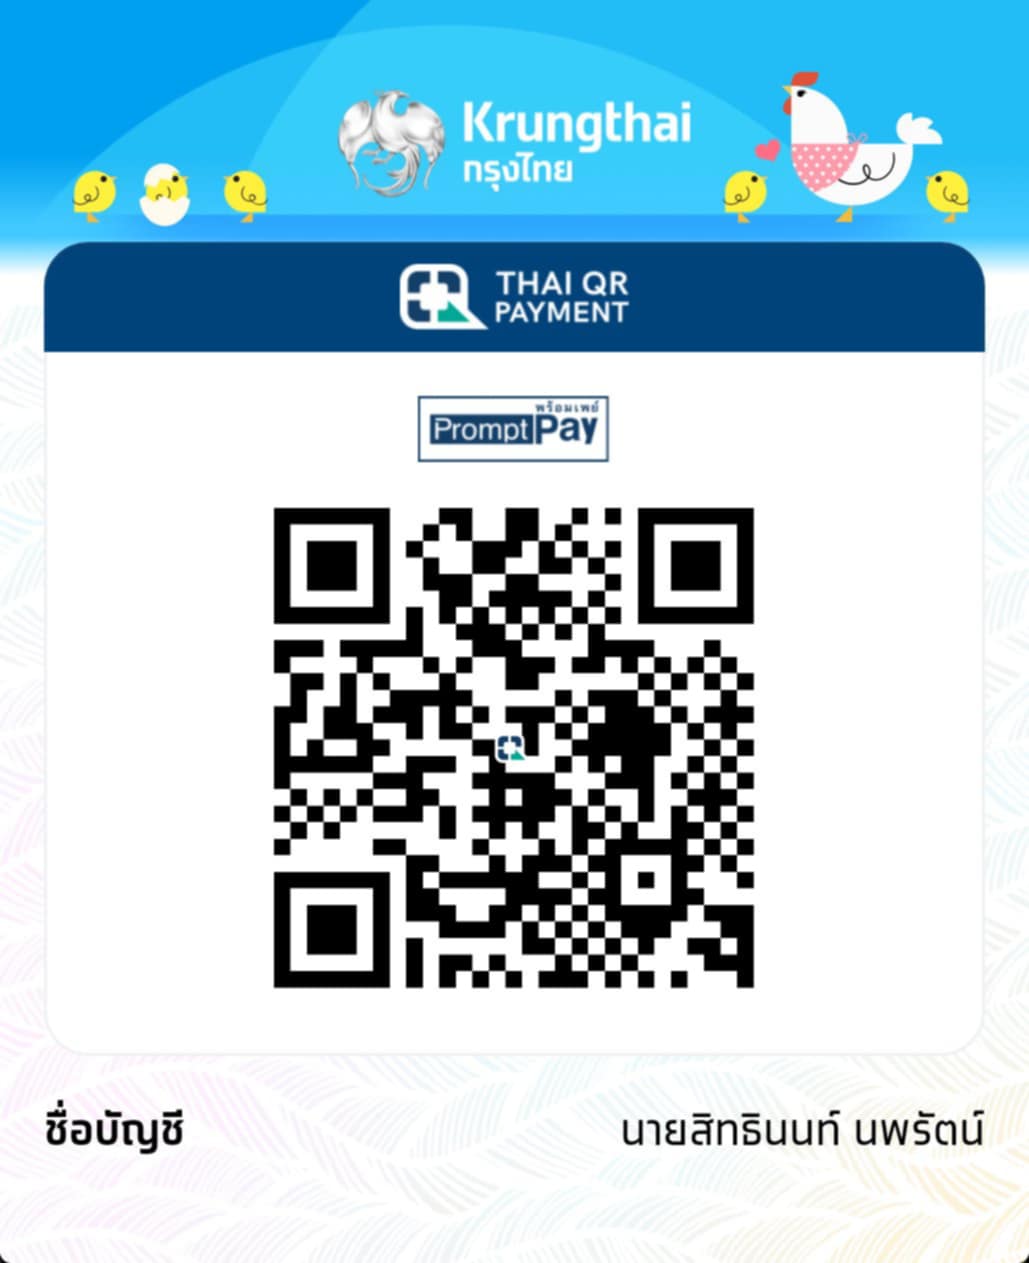 Krungthai
กรุงไทย
THAI QR
PAYMENT
พร้อมเพย์
PromptPay
ชื่อบัญชี นายสิทธินนท์ นพรัตน์